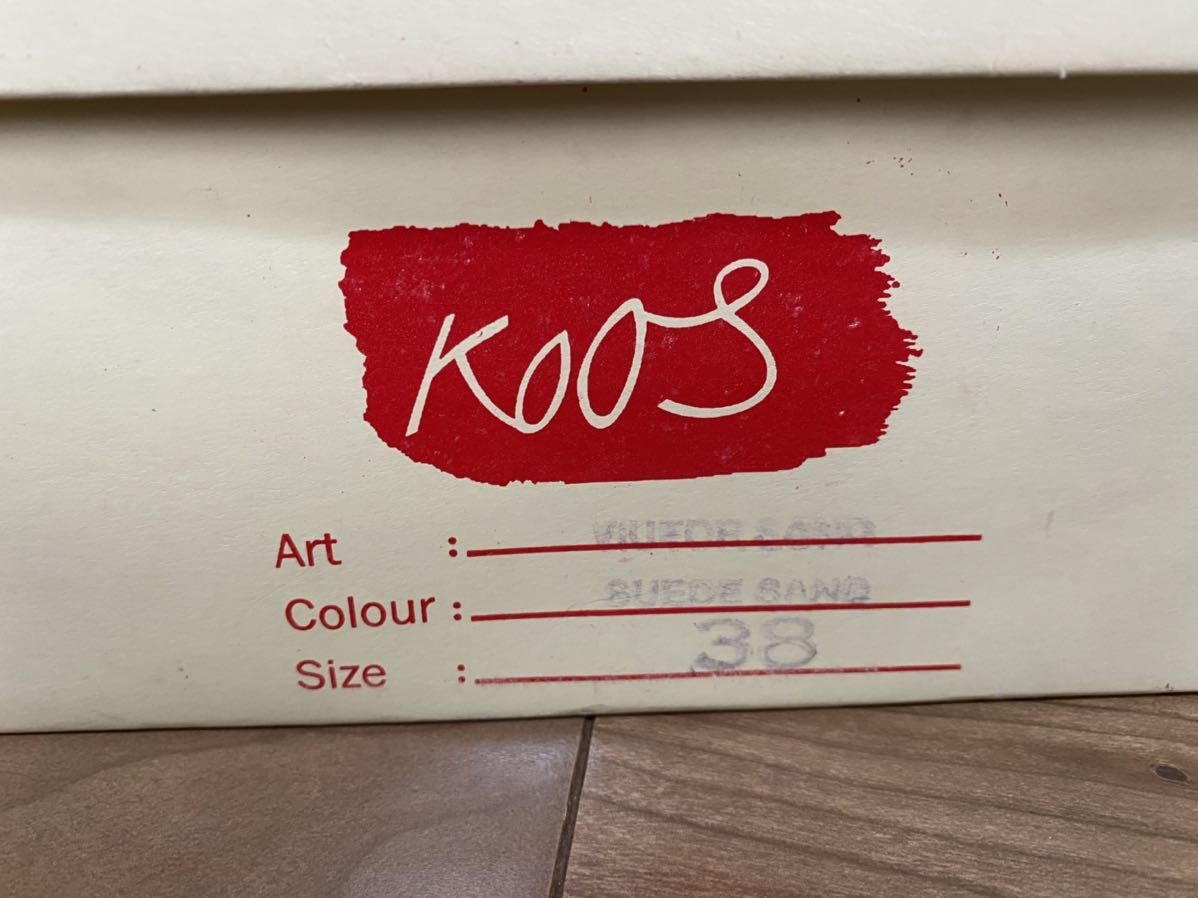 KOOS
Art :
Colour : SUEDE SAND
Size : 38